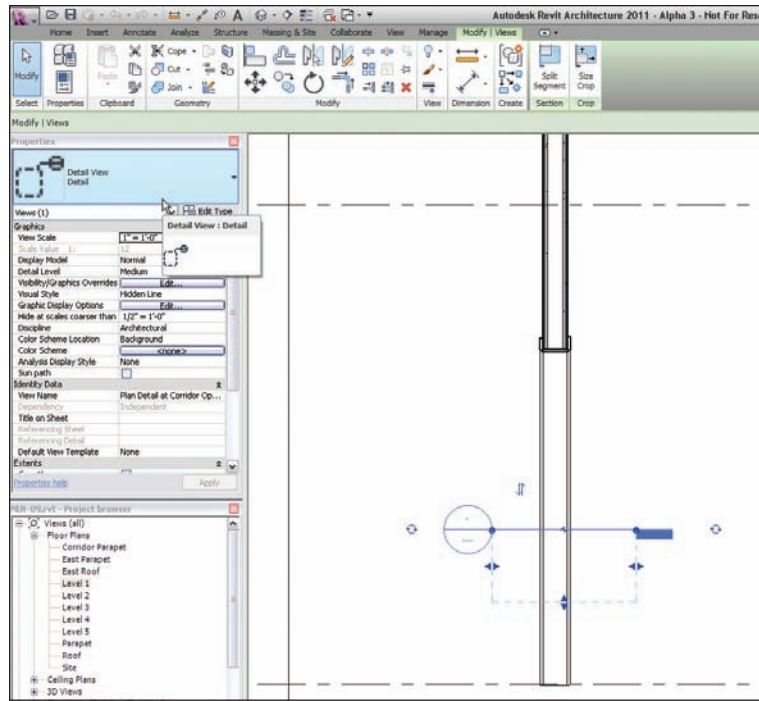 Autodesk Revit Architecture 2011 - Alpha 3 - Not For Res
Home Insert Annotate Analyze Structure Massing & Site Collaborate View Manage Modify | Views
Modify
Paste
Cope
Cut
Join
Split Segment
Size Crop
Select Properties Clipboard Geometry Modify View Dimension Create Section Crop
Modify | Views
Properties
Detail View
Detail
Views (1) Edit Type
Detail View : Detail
Graphics
View Scale 1" = 1'-0"
Scale Value 1: 12
Display Model Normal
Detail Level Medium
Visibility/Graphics Overrides Edit...
Visual Style Hidden Line
Graphic Display Options Edit...
Hide at scales coarser than 1/2" = 1'-0"
Discipline Architectural
Color Scheme Location Background
Color Scheme <none>
Analysis Display Style None
Sun path
Identity Data
View Name Plan Detail at Corridor Op...
Dependency Independent
Title on Sheet
Referencing Sheet
Referencing Detail
Default View Template None
Extents
Properties help Apply
Project browser
Views (all)
Floor Plans
Corridor Parapet
East Parapet
East Roof
Level 1
Level 2
Level 3
Level 4
Level 5
Parapet
Roof
Site
Ceiling Plans
3D Views